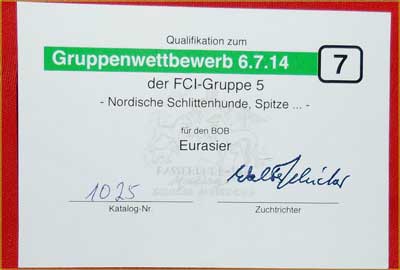 Qualifikation zum
Gruppenwettbewerb 6.7.14
7
der FCI-Gruppe 5
- Nordische Schlittenhunde, Spitze ... -
für den BOB
Eurasier
1025
Katalog-Nr.
Zuchtrichter